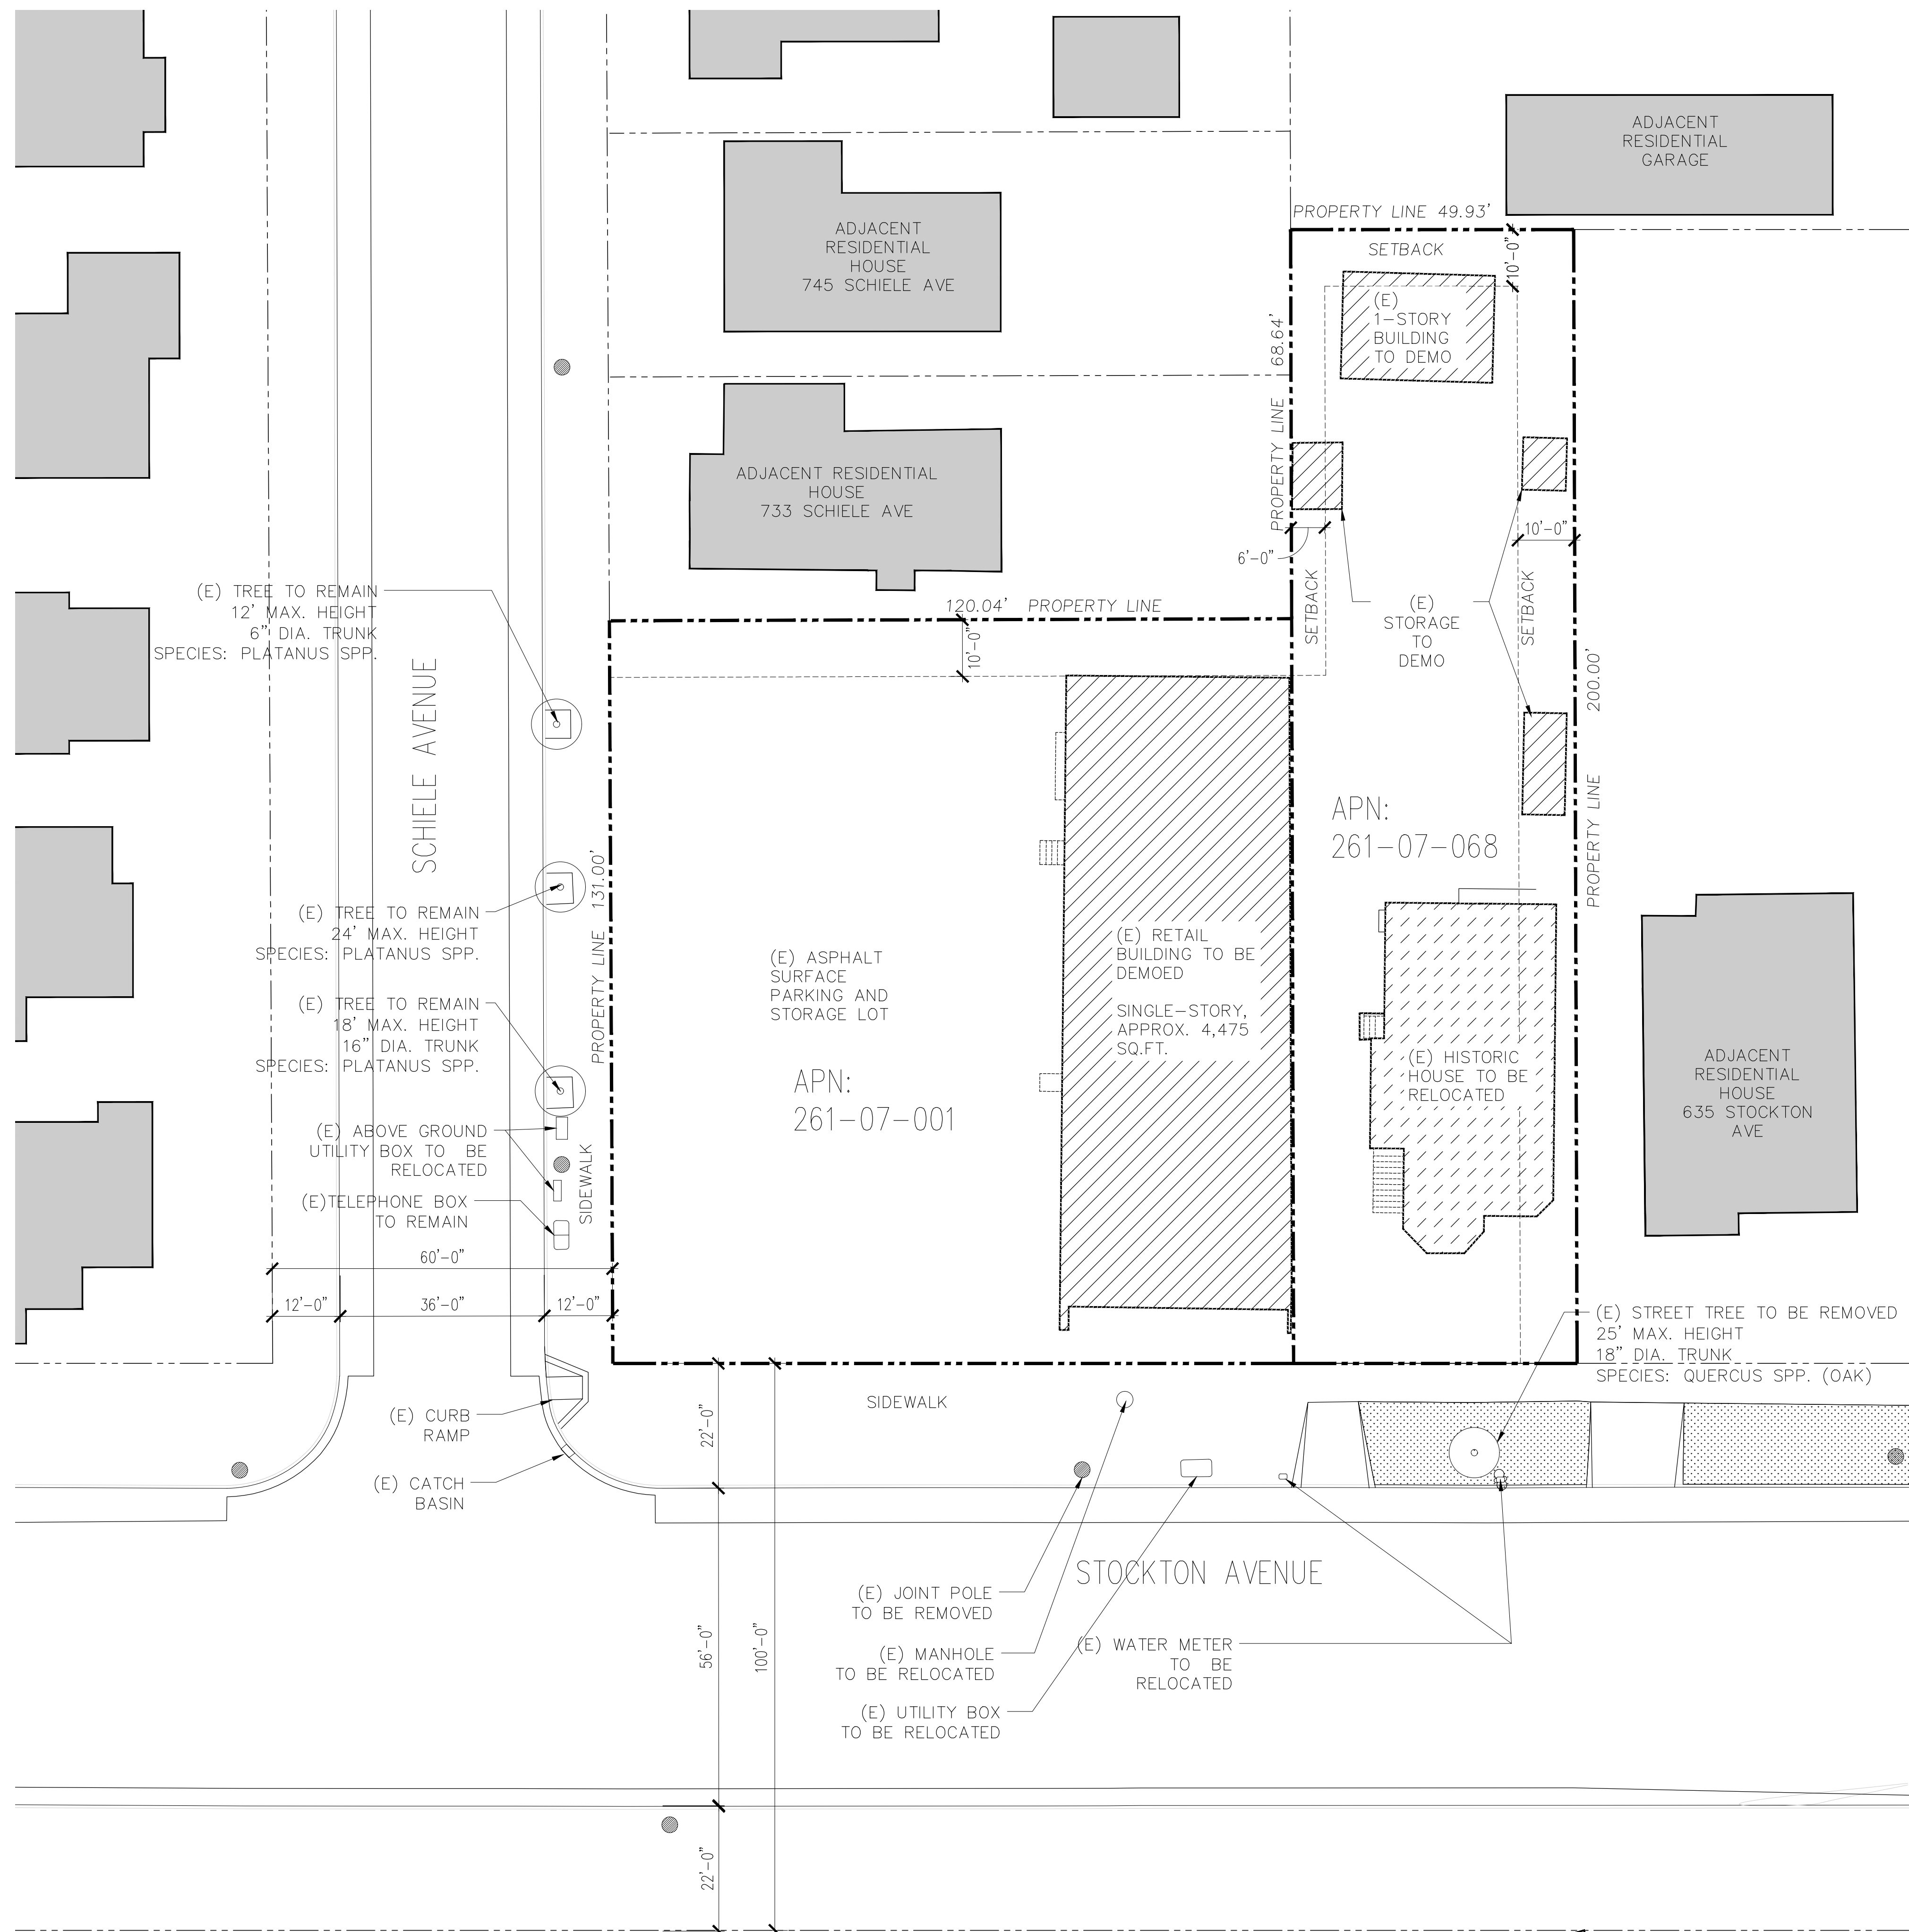 ADJACENT
RESIDENTIAL
GARAGE
PROPERTY LINE 49.93'
SETBACK
10'-0"
ADJACENT
RESIDENTIAL
HOUSE
745 SCHIELE AVE
(E)
1-STORY
BUILDING
TO DEMO
PROPERTY LINE 68.64'
ADJACENT RESIDENTIAL
HOUSE
733 SCHIELE AVE
6'-0"
10'-0"
SETBACK
SETBACK
(E)
STORAGE
TO
DEMO
120.04' PROPERTY LINE
10'-0"
(E) TREE TO REMAIN
12' MAX. HEIGHT
6" DIA. TRUNK
SPECIES: PLATANUS SPP.
SCHIELE AVENUE
PROPERTY LINE 200.00'
APN:
261-07-068
(E) TREE TO REMAIN
24' MAX. HEIGHT
SPECIES: PLATANUS SPP.
PROPERTY LINE 131.00'
(E) ASPHALT
SURFACE
PARKING AND
STORAGE LOT
(E) RETAIL
BUILDING TO BE
DEMOED
SINGLE-STORY,
APPROX. 4,475
SQ.FT.
(E) TREE TO REMAIN
18' MAX. HEIGHT
16" DIA. TRUNK
SPECIES: PLATANUS SPP.
APN:
261-07-001
(E) HISTORIC
HOUSE TO BE
RELOCATED
ADJACENT
RESIDENTIAL
HOUSE
635 STOCKTON
AVE
(E) ABOVE GROUND
UTILITY BOX TO BE
RELOCATED
(E)TELEPHONE BOX
TO REMAIN
SIDEWALK
60'-0"
12'-0"
36'-0"
12'-0"
(E) STREET TREE TO BE REMOVED
25' MAX. HEIGHT
18" DIA. TRUNK
SPECIES: QUERCUS SPP. (OAK)
SIDEWALK
(E) CURB
RAMP
22'-0"
(E) CATCH
BASIN
STOCKTON AVENUE
(E) JOINT POLE
TO BE REMOVED
56'-0"
100'-0"
(E) MANHOLE
TO BE RELOCATED
(E) WATER METER
TO BE
RELOCATED
(E) UTILITY BOX
TO BE RELOCATED
22'-0"